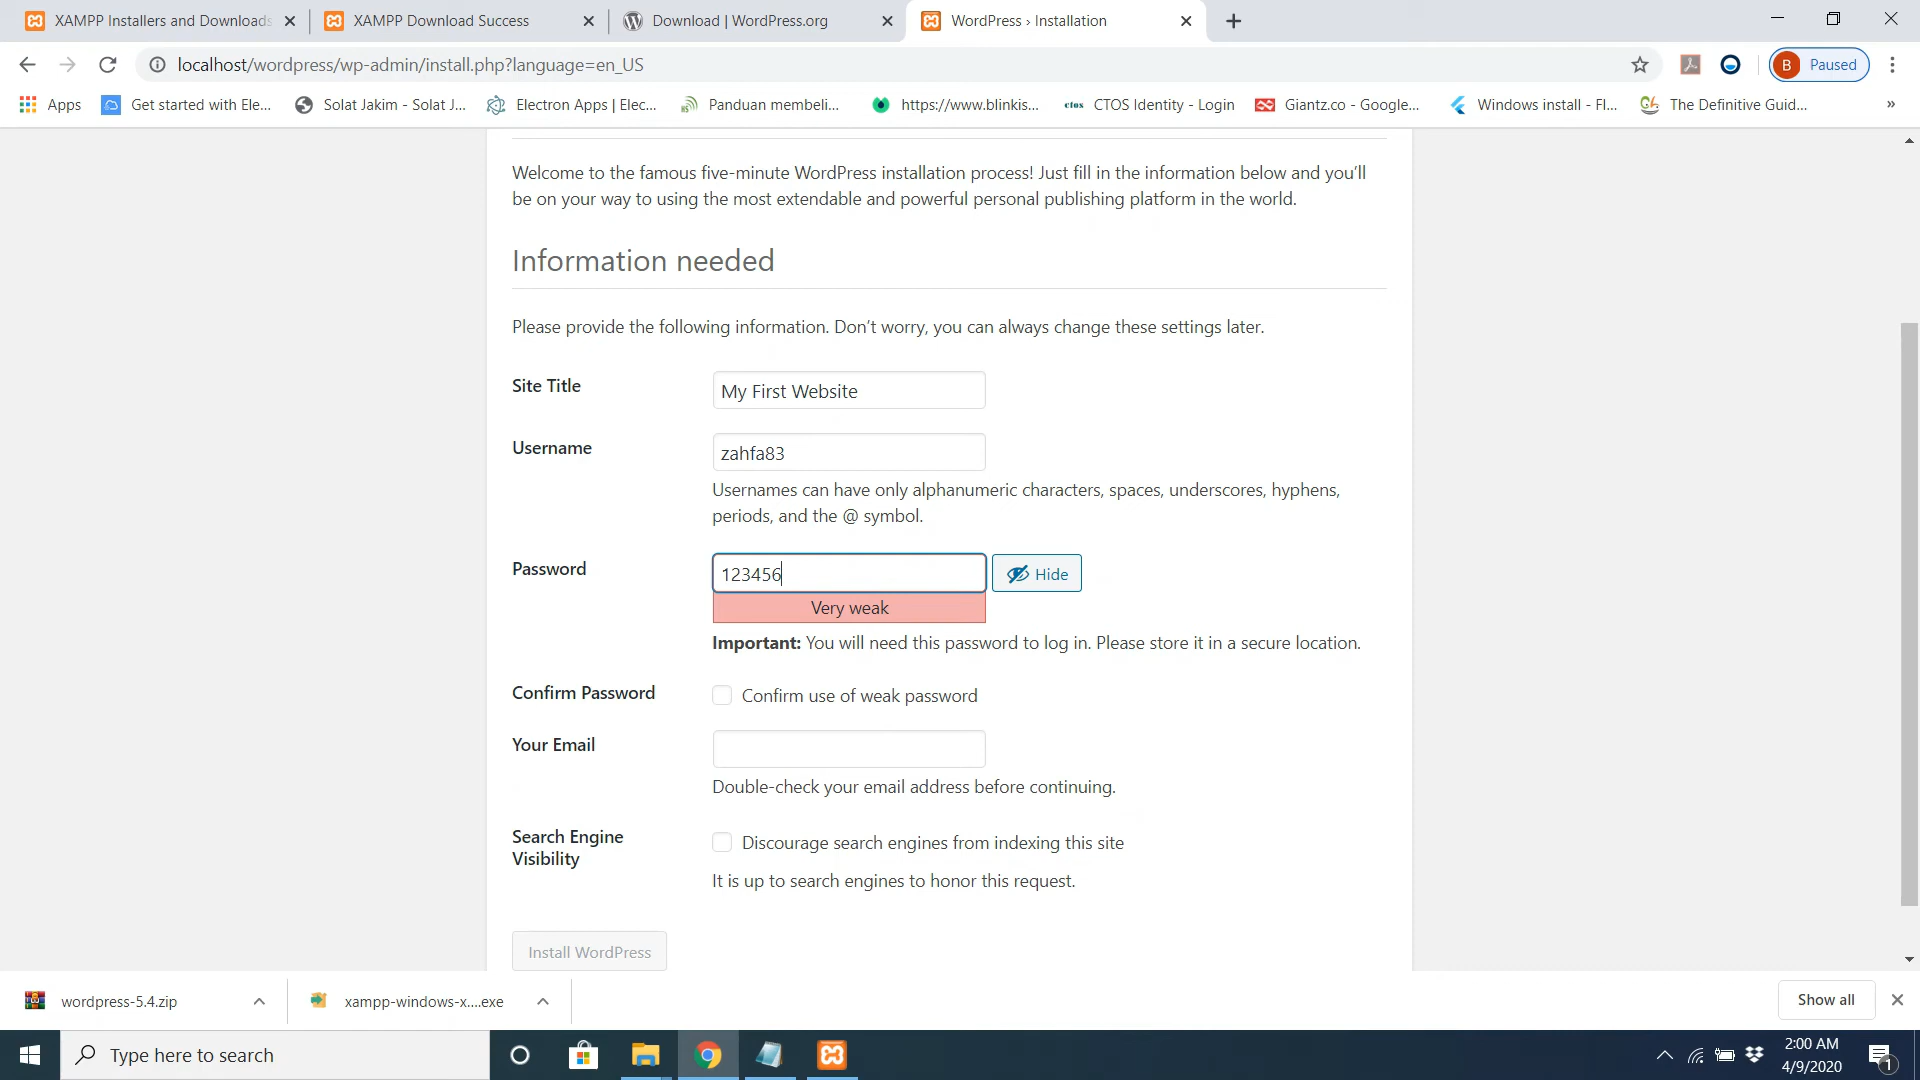 XAMPP Installers and Downloads
XAMPP Download Success
Download | WordPress.org
WordPress › Installation
localhost/wordpress/wp-admin/install.php?language=en_US
B Paused
Apps
Get started with Ele...
Solat Jakim - Solat J...
Electron Apps | Elec...
Panduan membeli...
https://www.blinkis...
ctos CTOS Identity - Login
Giantz.co - Google...
Windows install - Fl...
The Definitive Guid...
»
Welcome to the famous five-minute WordPress installation process! Just fill in the information below and you’ll
be on your way to using the most extendable and powerful personal publishing platform in the world.
Information needed
Please provide the following information. Don’t worry, you can always change these settings later.
Site Title
My First Website
Username
zahfa83
Usernames can have only alphanumeric characters, spaces, underscores, hyphens,
periods, and the @ symbol.
Password
123456
Hide
Very weak
Important: You will need this password to log in. Please store it in a secure location.
Confirm Password
Confirm use of weak password
Your Email
Double-check your email address before continuing.
Search Engine
Visibility
Discourage search engines from indexing this site
It is up to search engines to honor this request.
Install WordPress
wordpress-5.4.zip
xampp-windows-x....exe
Show all
Type here to search
2:00 AM
4/9/2020
1